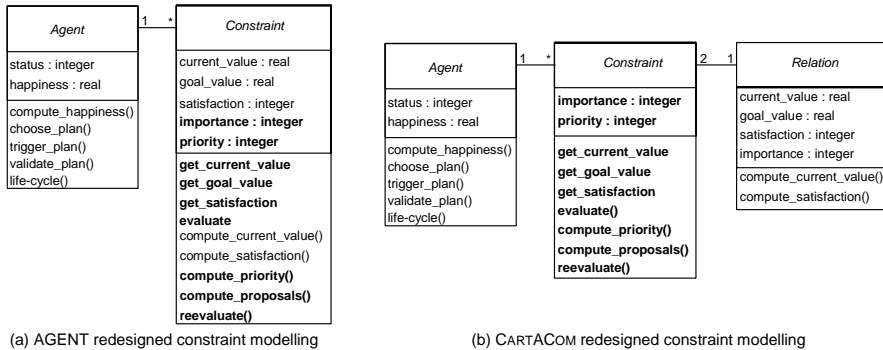 Agent
1
*
Constraint
status : integer
happiness : real
compute_happiness()
choose_plan()
trigger_plan()
validate_plan()
life-cycle()
current_value : real
goal_value : real
satisfaction : integer
importance : integer
priority : integer
get_current_value
get_goal_value
get_satisfaction
evaluate
compute_current_value()
compute_satisfaction()
compute_priority()
compute_proposals()
reevaluate()
(a) AGENT redesigned constraint modelling
Agent
1
*
Constraint
2
1
Relation
status : integer
happiness : real
compute_happiness()
choose_plan()
trigger_plan()
validate_plan()
life-cycle()
importance : integer
priority : integer
get_current_value
get_goal_value
get_satisfaction
evaluate()
compute_priority()
compute_proposals()
reevaluate()
current_value : real
goal_value : real
satisfaction : integer
importance : integer
compute_current_value()
compute_satisfaction()
(b) CARTACOM redesigned constraint modelling